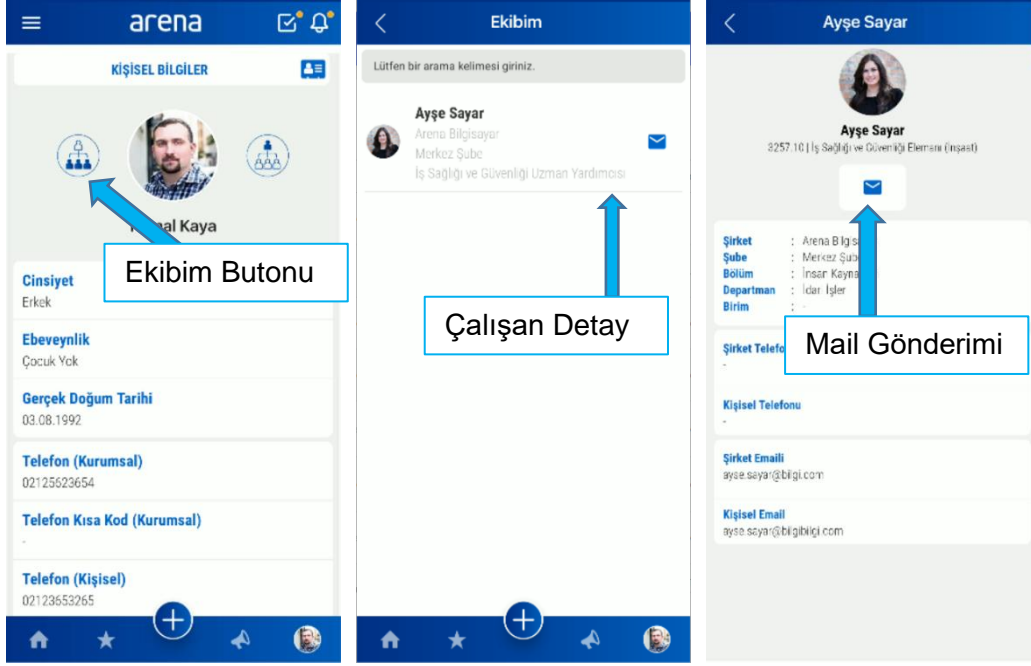 arena
KİŞİSEL BİLGİLER
al Kaya
Ekibim Butonu
Cinsiyet
Erkek
Ebeveynlik
Çocuk Yok
Gerçek Doğum Tarihi
03.08.1992
Telefon (Kurumsal)
02125623654
Telefon Kısa Kod (Kurumsal)
-
Telefon (Kişisel)
02123653265
Ekibim
Lütfen bir arama kelimesi giriniz.
Ayşe Sayar
Arena Bilgisayar
Merkez Şube
İş Sağlığı ve Güvenliği Uzman Yardımcısı
Çalışan Detay
Ayşe Sayar
Ayşe Sayar
3257.10 | İş Sağlığı ve Güvenliği Elemanı (İnşaat)
Şirket : Arena Bilgis
Şube : Merkez Şub
Bölüm : İnsan Kayna
Departman : İdari İşler
Birim : -
Mail Gönderimi
Şirket Telefo
-
Kişisel Telefonu
-
Şirket Emaili
ayse.sayar@bilgi.com
Kişisel Email
ayse.sayar@bilgibilgi.com